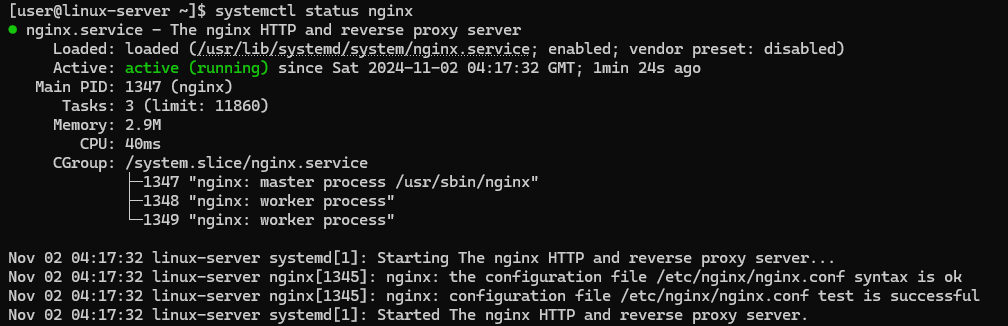 [user@linux-server ~]$ systemctl status nginx
● nginx.service - The nginx HTTP and reverse proxy server
     Loaded: loaded (/usr/lib/systemd/system/nginx.service; enabled; vendor preset: disabled)
     Active: active (running) since Sat 2024-11-02 04:17:32 GMT; 1min 24s ago
   Main PID: 1347 (nginx)
      Tasks: 3 (limit: 11860)
     Memory: 2.9M
        CPU: 40ms
     CGroup: /system.slice/nginx.service
             ├─1347 "nginx: master process /usr/sbin/nginx"
             ├─1348 "nginx: worker process"
             └─1349 "nginx: worker process"

Nov 02 04:17:32 linux-server systemd[1]: Starting The nginx HTTP and reverse proxy server...
Nov 02 04:17:32 linux-server nginx[1345]: nginx: the configuration file /etc/nginx/nginx.conf syntax is ok
Nov 02 04:17:32 linux-server nginx[1345]: nginx: configuration file /etc/nginx/nginx.conf test is successful
Nov 02 04:17:32 linux-server systemd[1]: Started The nginx HTTP and reverse proxy server.